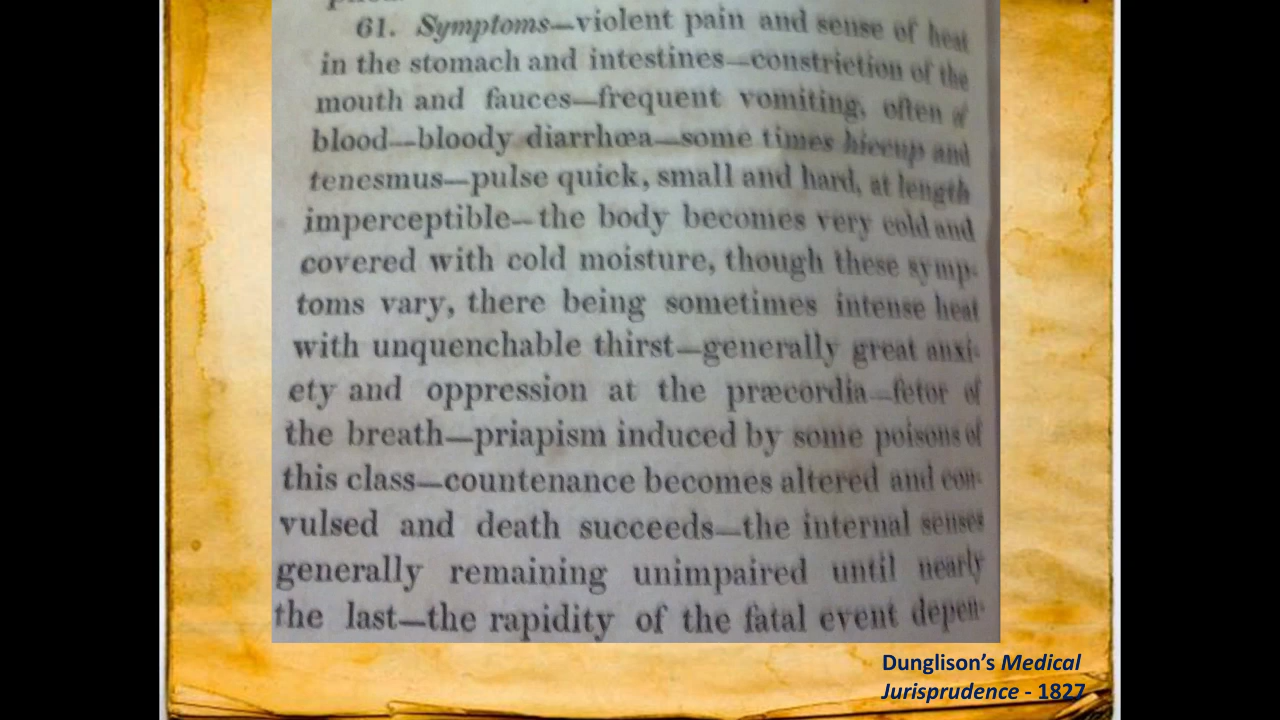 61. Symptoms—violent pain and sense of heat
in the stomach and intestines—constriction of the
mouth and fauces—frequent vomiting, often of
blood—bloody diarrhœa—some times hiccup and
tenesmus—pulse quick, small and hard, at length
imperceptible—the body becomes very cold and
covered with cold moisture, though these symp-
toms vary, there being sometimes intense heat
with unquenchable thirst—generally great anxi-
ety and oppression at the præcordia—fetor of
the breath—priapism induced by some poisons of
this class—countenance becomes altered and con-
vulsed and death succeeds—the internal senses
generally remaining unimpaired until nearly
the last—the rapidity of the fatal event depen-
Dunglison’s Medical
Jurisprudence - 1827